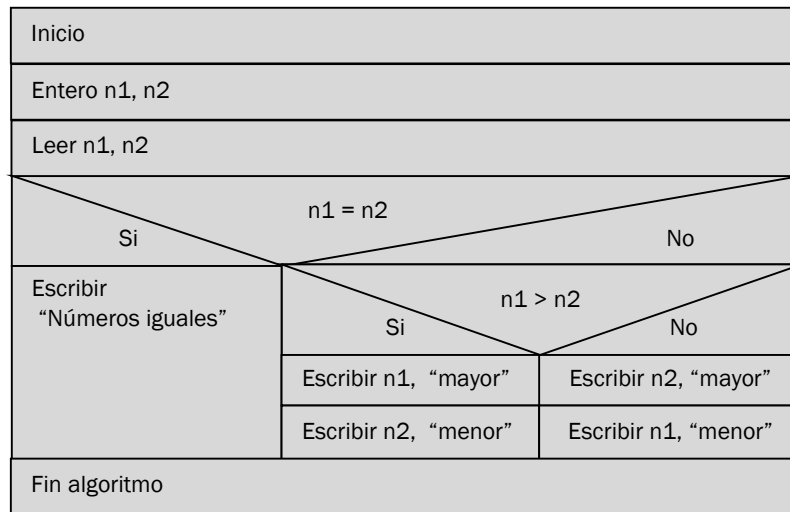 Inicio
Entero n1, n2
Leer n1, n2
n1 = n2
Si
No
Escribir
“Números iguales”
n1 > n2
Si
No
Escribir n1, “mayor”
Escribir n2, “mayor”
Escribir n2, “menor”
Escribir n1, “menor”
Fin algoritmo